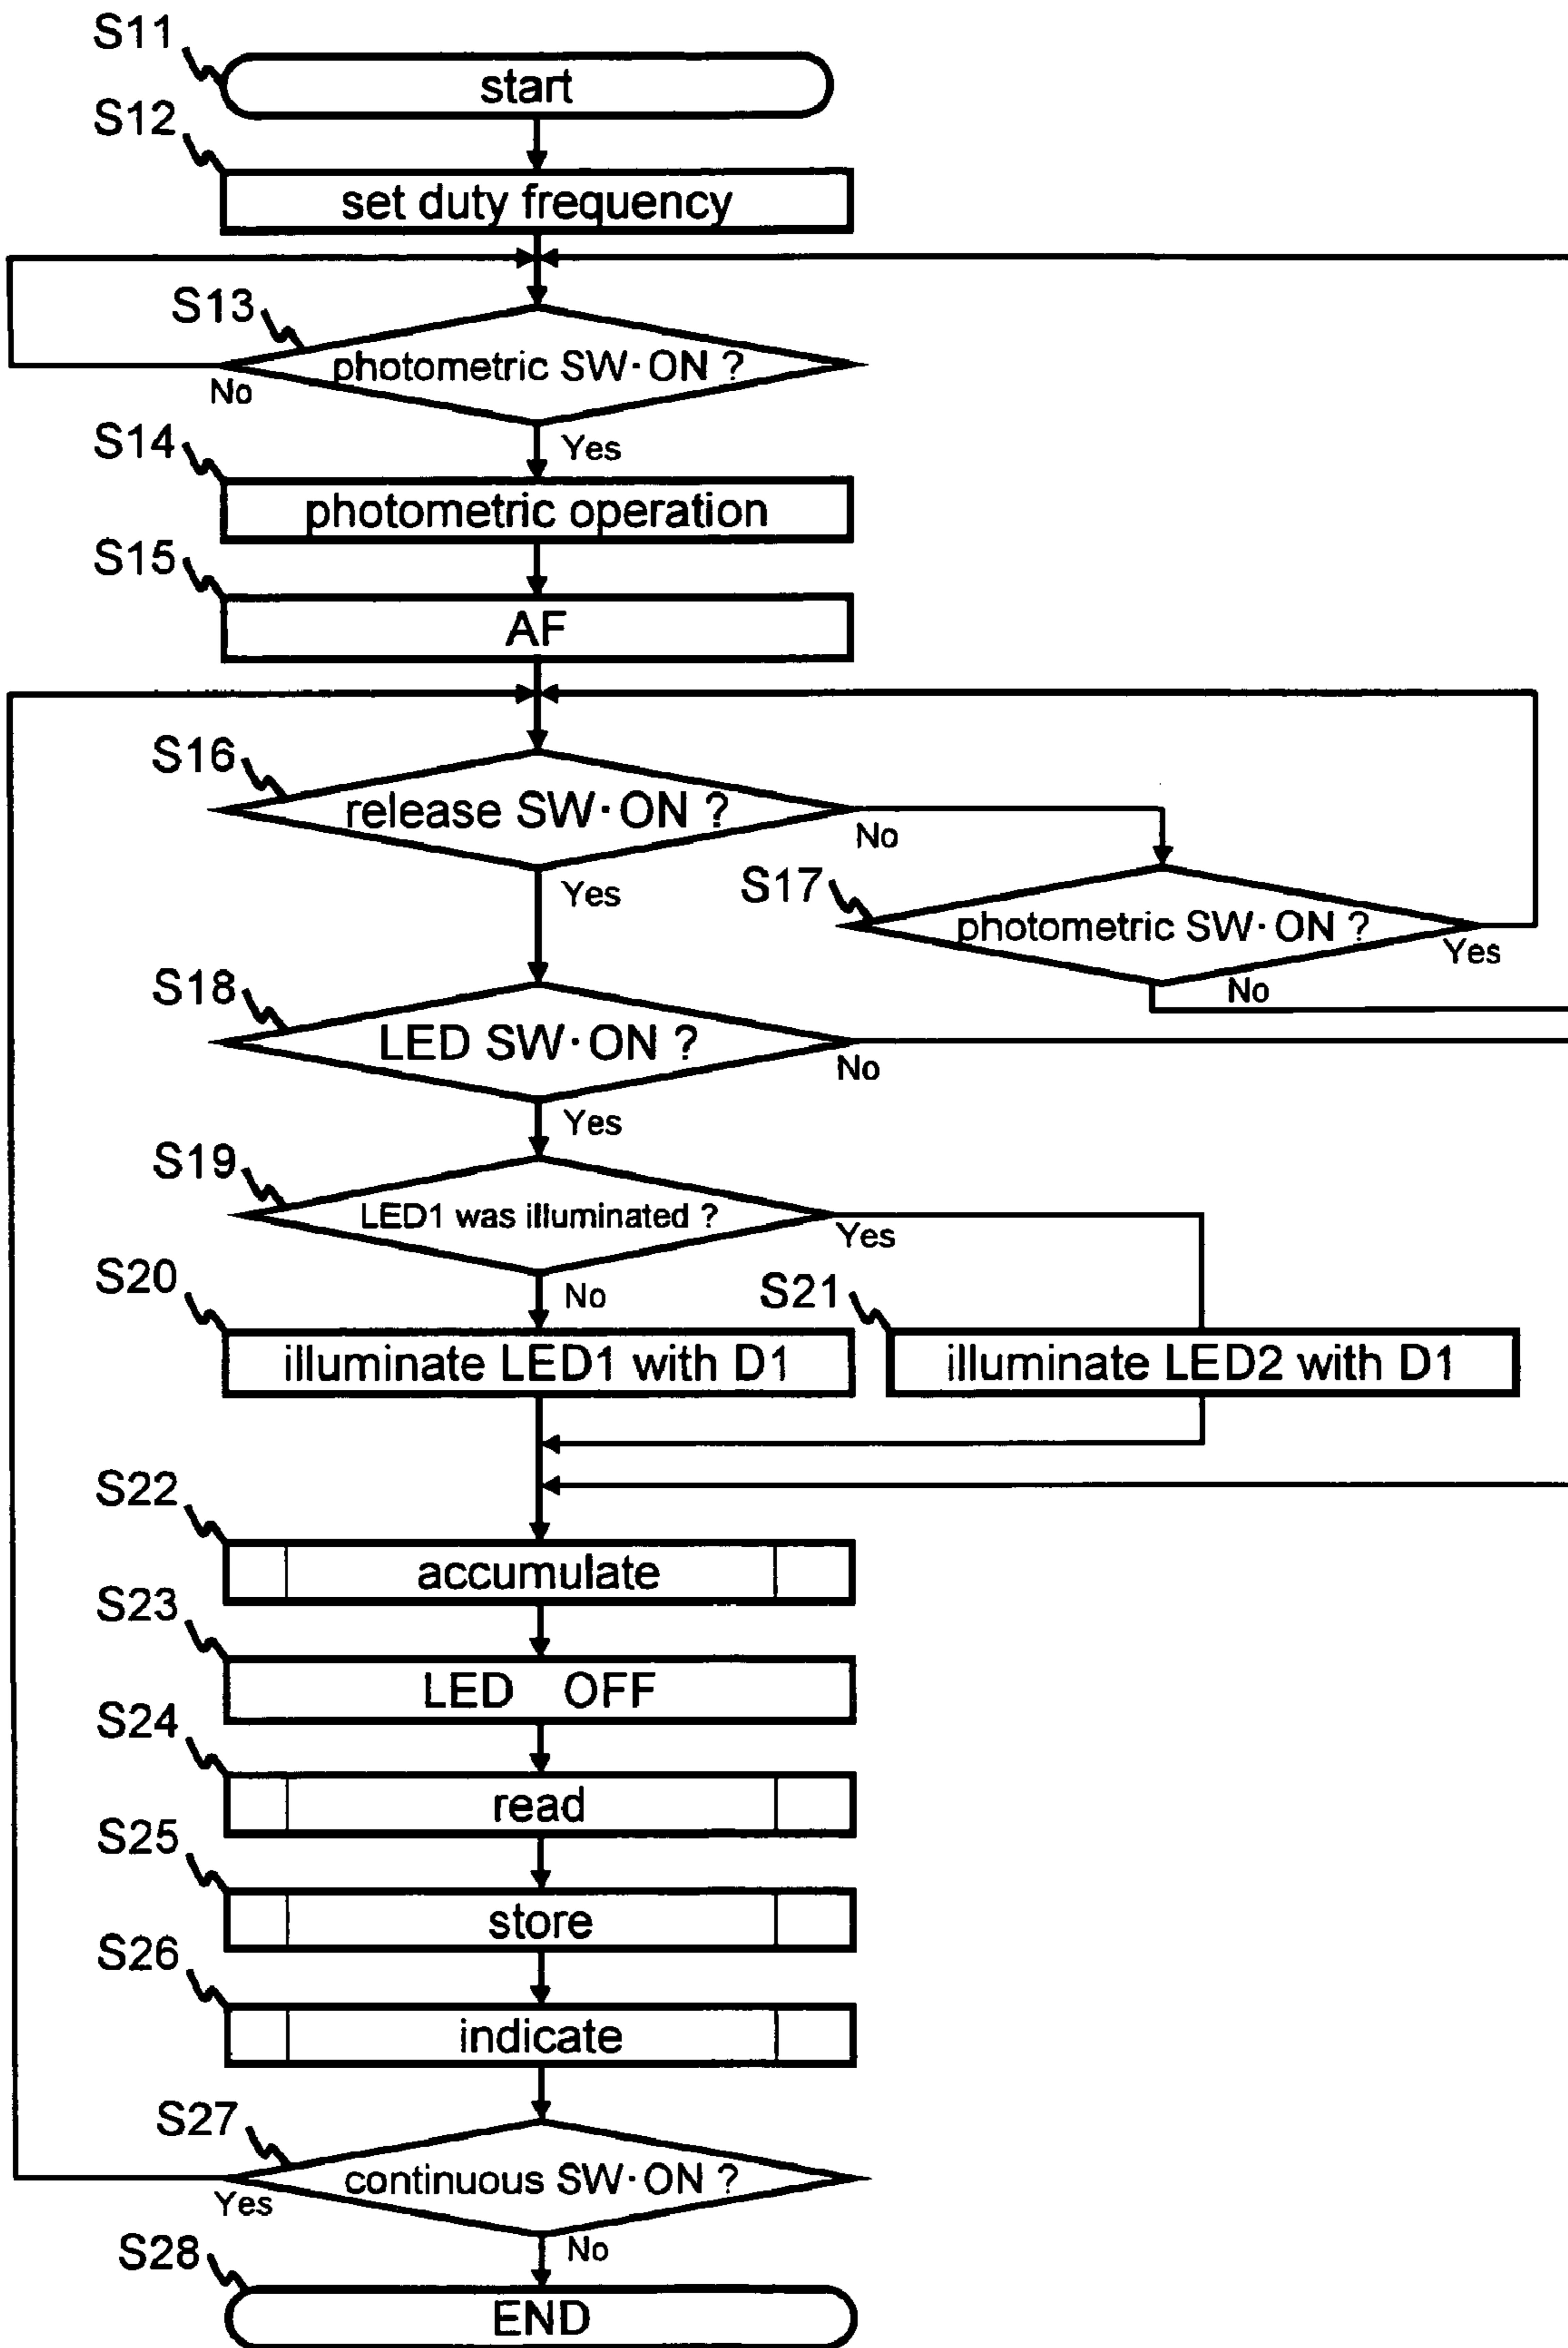 S11
start
S12
set duty frequency
S13
photometric SW·ON ?
No
Yes
S14
photometric operation
S15
AF
S16
release SW·ON ?
No
Yes
S17
photometric SW·ON ?
Yes
No
S18
LED SW·ON ?
No
Yes
S19
LED1 was illuminated ?
Yes
No
S20
illuminate LED1 with D1
S21
illuminate LED2 with D1
S22
accumulate
S23
LED OFF
S24
read
S25
store
S26
indicate
S27
continuous SW·ON ?
Yes
No
S28
END